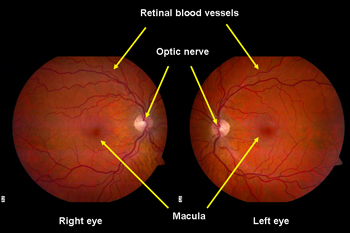 Retinal blood vessels
Optic nerve
Macula
Right eye
Left eye